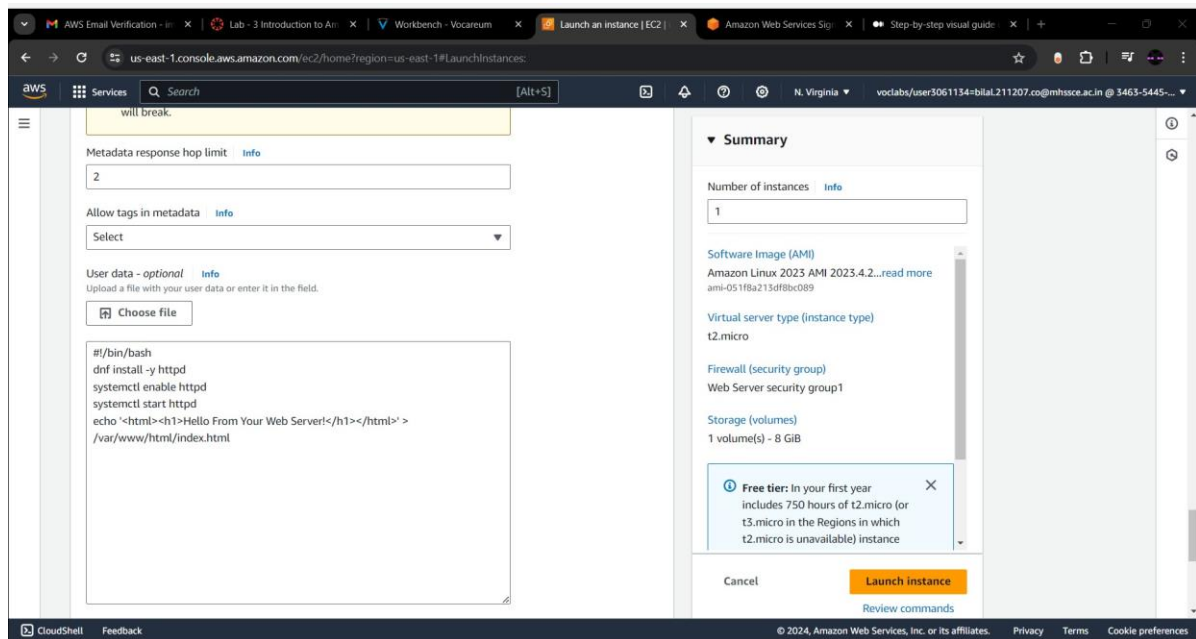 AWS Email Verification - in
Lab - 3 Introduction to Am
Workbench - Vocareum
Launch an instance | EC2 |
Amazon Web Services Sign
Step-by-step visual guide
us-east-1.console.aws.amazon.com/ec2/home?region=us-east-1#LaunchInstances:
aws
Services
Search
[Alt+S]
N. Virginia
voclabs/user3061134=bilal.211207.co@mhssce.ac.in @ 3463-5445-...
will break.
Metadata response hop limit Info
2
Allow tags in metadata Info
Select
User data - optional Info
Upload a file with your user data or enter it in the field.
Choose file
#!/bin/bash
dnf install -y httpd
systemctl enable httpd
systemctl start httpd
echo '<html><h1>Hello From Your Web Server!</h1></html>' >
/var/www/html/index.html
Summary
Number of instances Info
1
Software Image (AMI)
Amazon Linux 2023 AMI 2023.4.2...read more
ami-051f8a213df8bc089
Virtual server type (instance type)
t2.micro
Firewall (security group)
Web Server security group1
Storage (volumes)
1 volume(s) - 8 GiB
Free tier: In your first year
includes 750 hours of t2.micro (or
t3.micro in the Regions in which
t2.micro is unavailable) instance
Cancel
Launch instance
Review commands
CloudShell
Feedback
© 2024, Amazon Web Services, Inc. or its affiliates.
Privacy
Terms
Cookie preferences